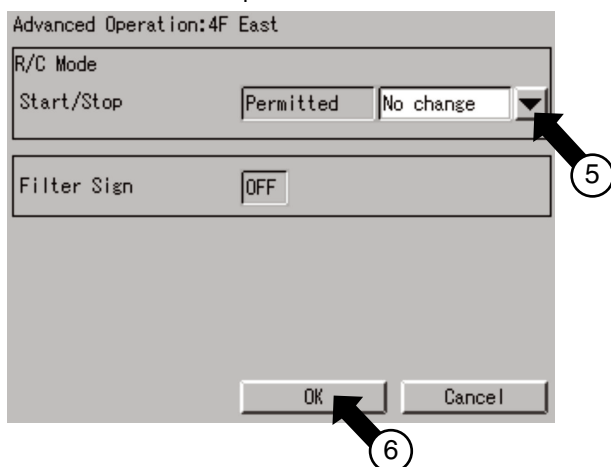 Advanced Operation:4F East
R/C Mode
Start/Stop Permitted No change
5
Filter Sign OFF
OK Cancel
6